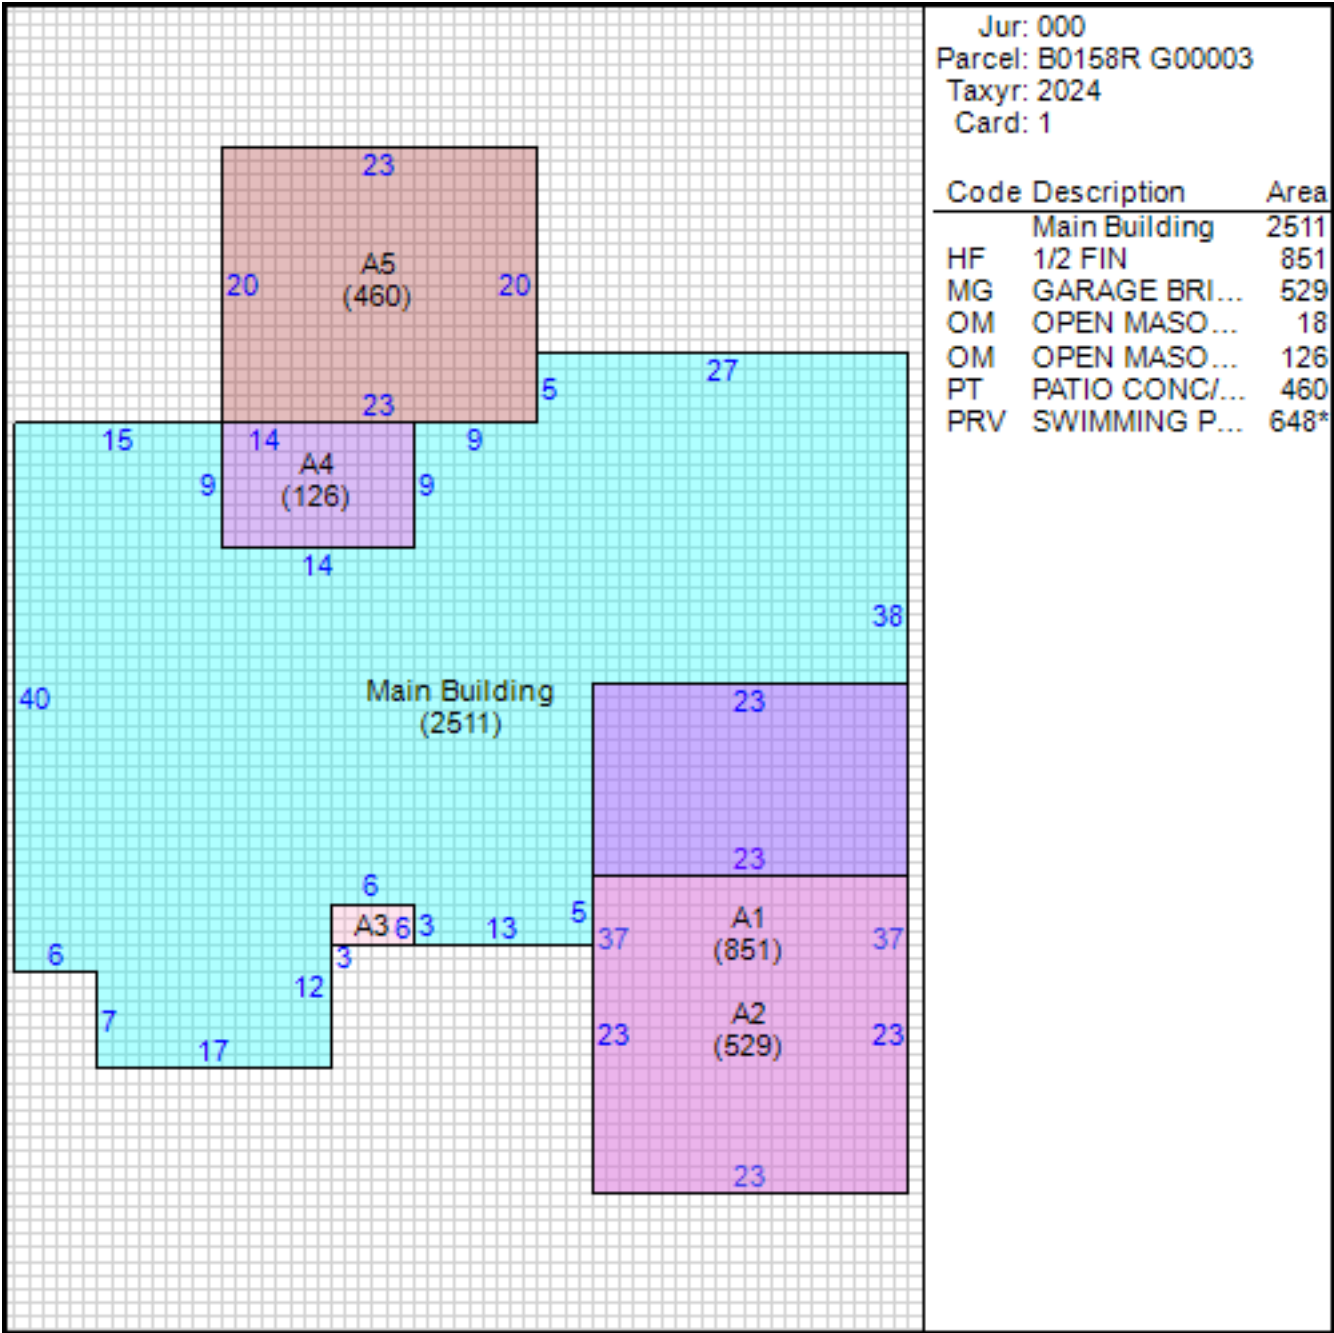 Jur: 000
Parcel: B0158R G00003
Taxyr: 2024
Card: 1
Code Description Area
Main Building 2511
HF 1/2 FIN 851
MG GARAGE BRI... 529
OM OPEN MASO... 18
OM OPEN MASO... 126
PT PATIO CONC/... 460
PRV SWIMMING P... 648*
23
A5
(460)
20 20
23
27
5
15 14 9
A4
(126)
9 9
14
38
40
Main Building
(2511)
23
23
6
A3 6 3 13 5
3
6
12
7
17
A1
(851)
37 37
A2
(529)
23 23
23